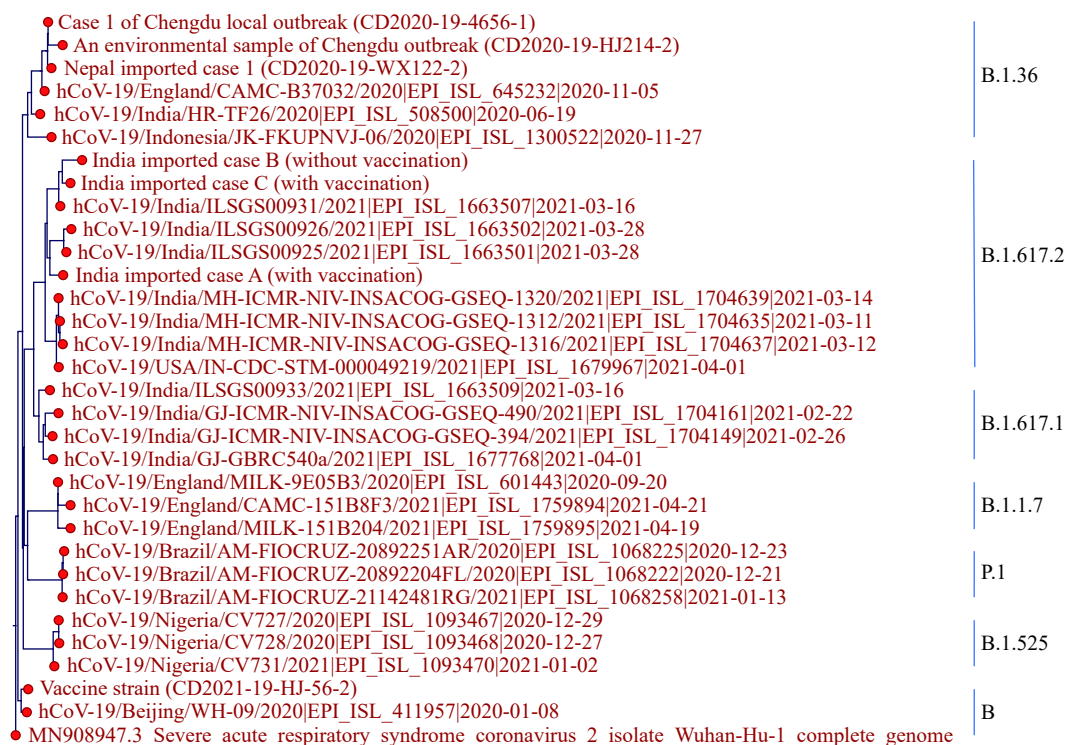 Case 1 of Chengdu local outbreak (CD2020-19-4656-1)
An environmental sample of Chengdu outbreak (CD2020-19-HJ214-2)
Nepal imported case 1 (CD2020-19-WX122-2)
hCoV-19/England/CAMC-B37032/2020|EPI_ISL_645232|2020-11-05
hCoV-19/India/HR-TF26/2020|EPI_ISL_508500|2020-06-19
hCoV-19/Indonesia/JK-FKUPNVJ-06/2020|EPI_ISL_1300522|2020-11-27
B.1.36
India imported case B (without vaccination)
India imported case C (with vaccination)
hCoV-19/India/ILSGS00931/2021|EPI_ISL_1663507|2021-03-16
hCoV-19/India/ILSGS00926/2021|EPI_ISL_1663502|2021-03-28
hCoV-19/India/ILSGS00925/2021|EPI_ISL_1663501|2021-03-28
India imported case A (with vaccination)
hCoV-19/India/MH-ICMR-NIV-INSACOG-GSEQ-1320/2021|EPI_ISL_1704639|2021-03-14
hCoV-19/India/MH-ICMR-NIV-INSACOG-GSEQ-1312/2021|EPI_ISL_1704635|2021-03-11
hCoV-19/India/MH-ICMR-NIV-INSACOG-GSEQ-1316/2021|EPI_ISL_1704637|2021-03-12
hCoV-19/USA/IN-CDC-STM-000049219/2021|EPI_ISL_1679967|2021-04-01
B.1.617.2
hCoV-19/India/ILSGS00933/2021|EPI_ISL_1663509|2021-03-16
hCoV-19/India/GJ-ICMR-NIV-INSACOG-GSEQ-490/2021|EPI_ISL_1704161|2021-02-22
hCoV-19/India/GJ-ICMR-NIV-INSACOG-GSEQ-394/2021|EPI_ISL_1704149|2021-02-26
hCoV-19/India/GJ-GBRC540a/2021|EPI_ISL_1677768|2021-04-01
B.1.617.1
hCoV-19/England/MILK-9E05B3/2020|EPI_ISL_601443|2020-09-20
hCoV-19/England/CAMC-151B8F3/2021|EPI_ISL_1759894|2021-04-21
hCoV-19/England/MILK-151B204/2021|EPI_ISL_1759895|2021-04-19
B.1.1.7
hCoV-19/Brazil/AM-FIOCRUZ-20892251AR/2020|EPI_ISL_1068225|2020-12-23
hCoV-19/Brazil/AM-FIOCRUZ-20892204FL/2020|EPI_ISL_1068222|2020-12-21
hCoV-19/Brazil/AM-FIOCRUZ-21142481RG/2021|EPI_ISL_1068258|2021-01-13
P.1
hCoV-19/Nigeria/CV727/2020|EPI_ISL_1093467|2020-12-29
hCoV-19/Nigeria/CV728/2020|EPI_ISL_1093468|2020-12-27
hCoV-19/Nigeria/CV731/2021|EPI_ISL_1093470|2021-01-02
B.1.525
Vaccine strain (CD2021-19-HJ-56-2)
hCoV-19/Beijing/WH-09/2020|EPI_ISL_411957|2020-01-08
B
MN908947.3 Severe acute respiratory syndrome coronavirus 2 isolate Wuhan-Hu-1 complete genome